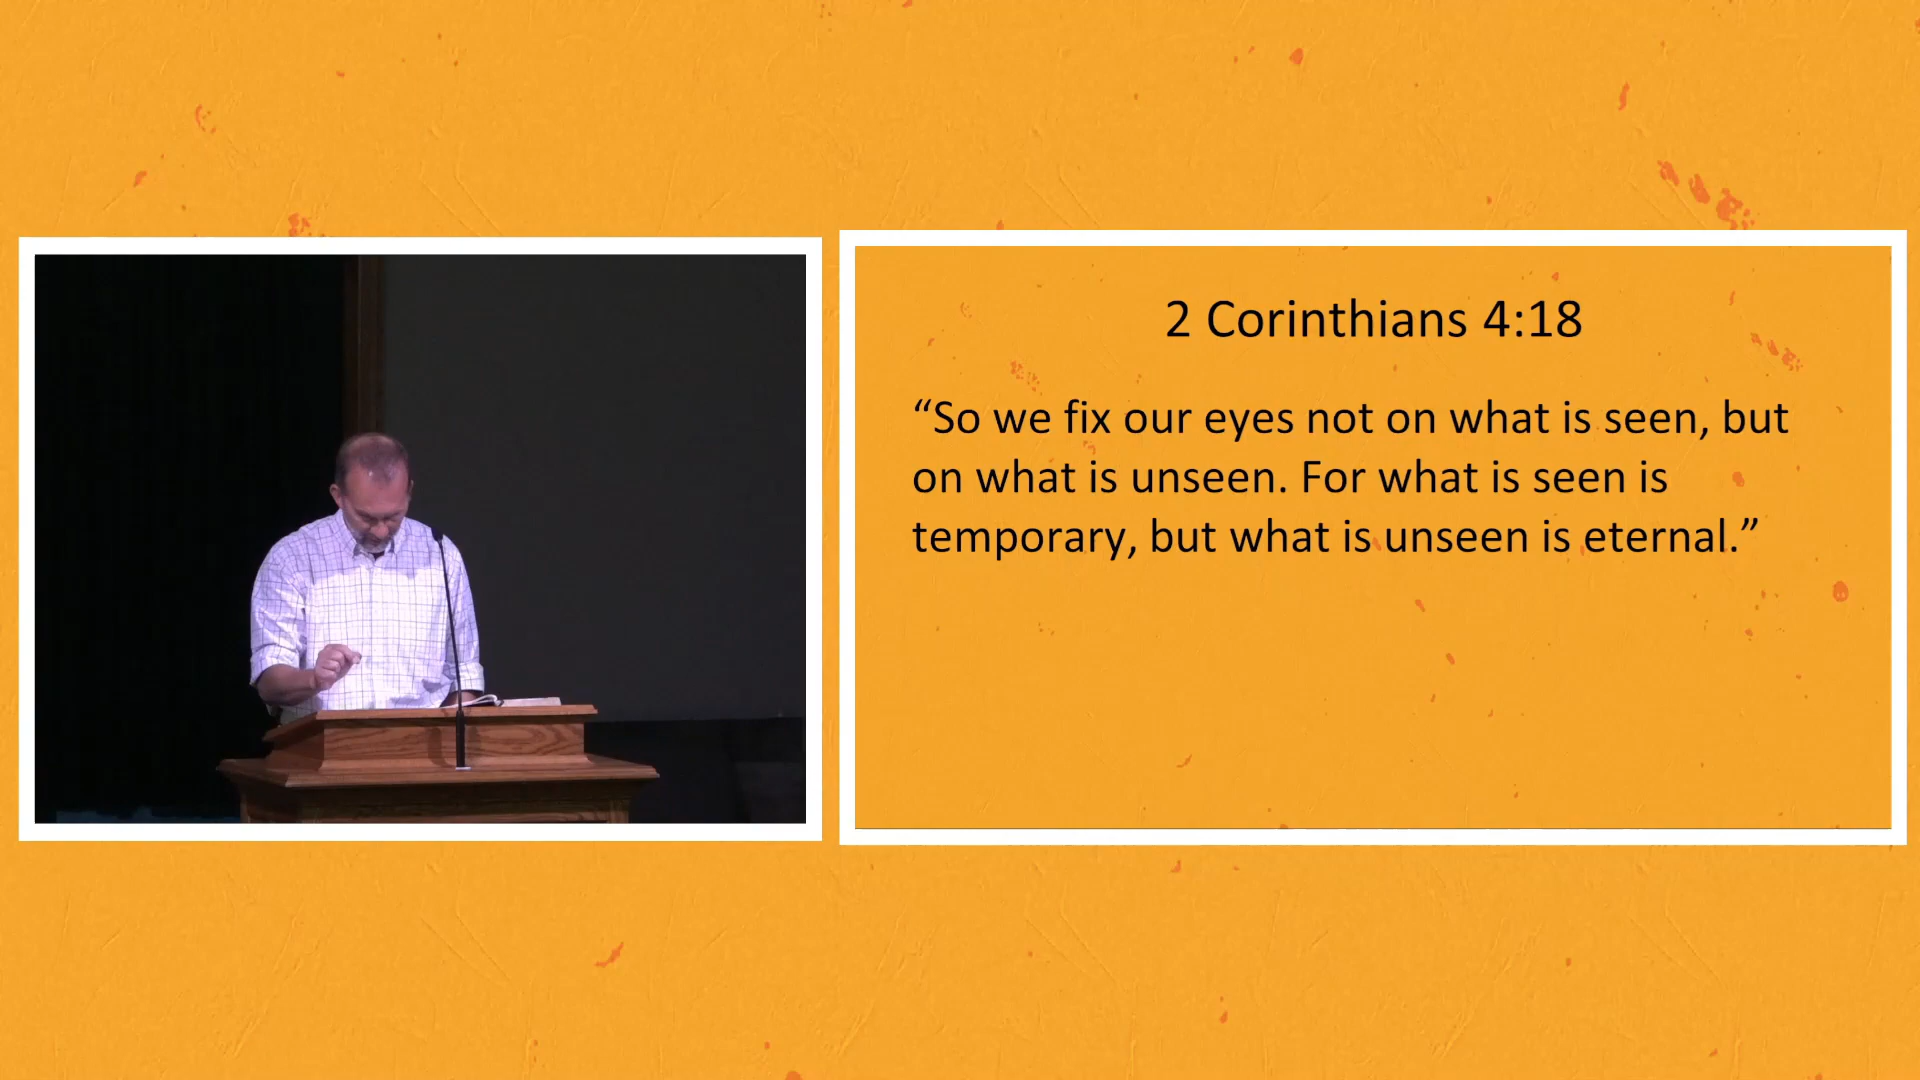 2 Corinthians 4:18
“So we fix our eyes not on what is seen, but
on what is unseen. For what is seen is
temporary, but what is unseen is eternal.”